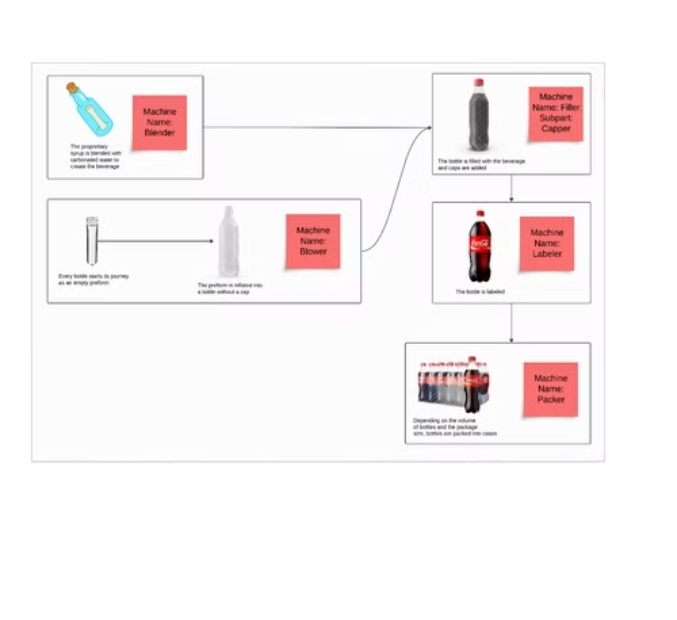 Machine
Name:
Blender
The proprietary
syrup is blended with
carbonated water to
create the beverage
Machine
Name: Filler
Subpart:
Capper
The bottle is filled with the beverage
and caps are added
Machine
Name:
Blower
Every bottle starts its journey
as an empty preform
The preform is inflated into
a bottle without a cap
Machine
Name:
Labeler
The bottle is labeled
Machine
Name:
Packer
Depending on the volume
of bottles and the package
size, bottles are packed into cases